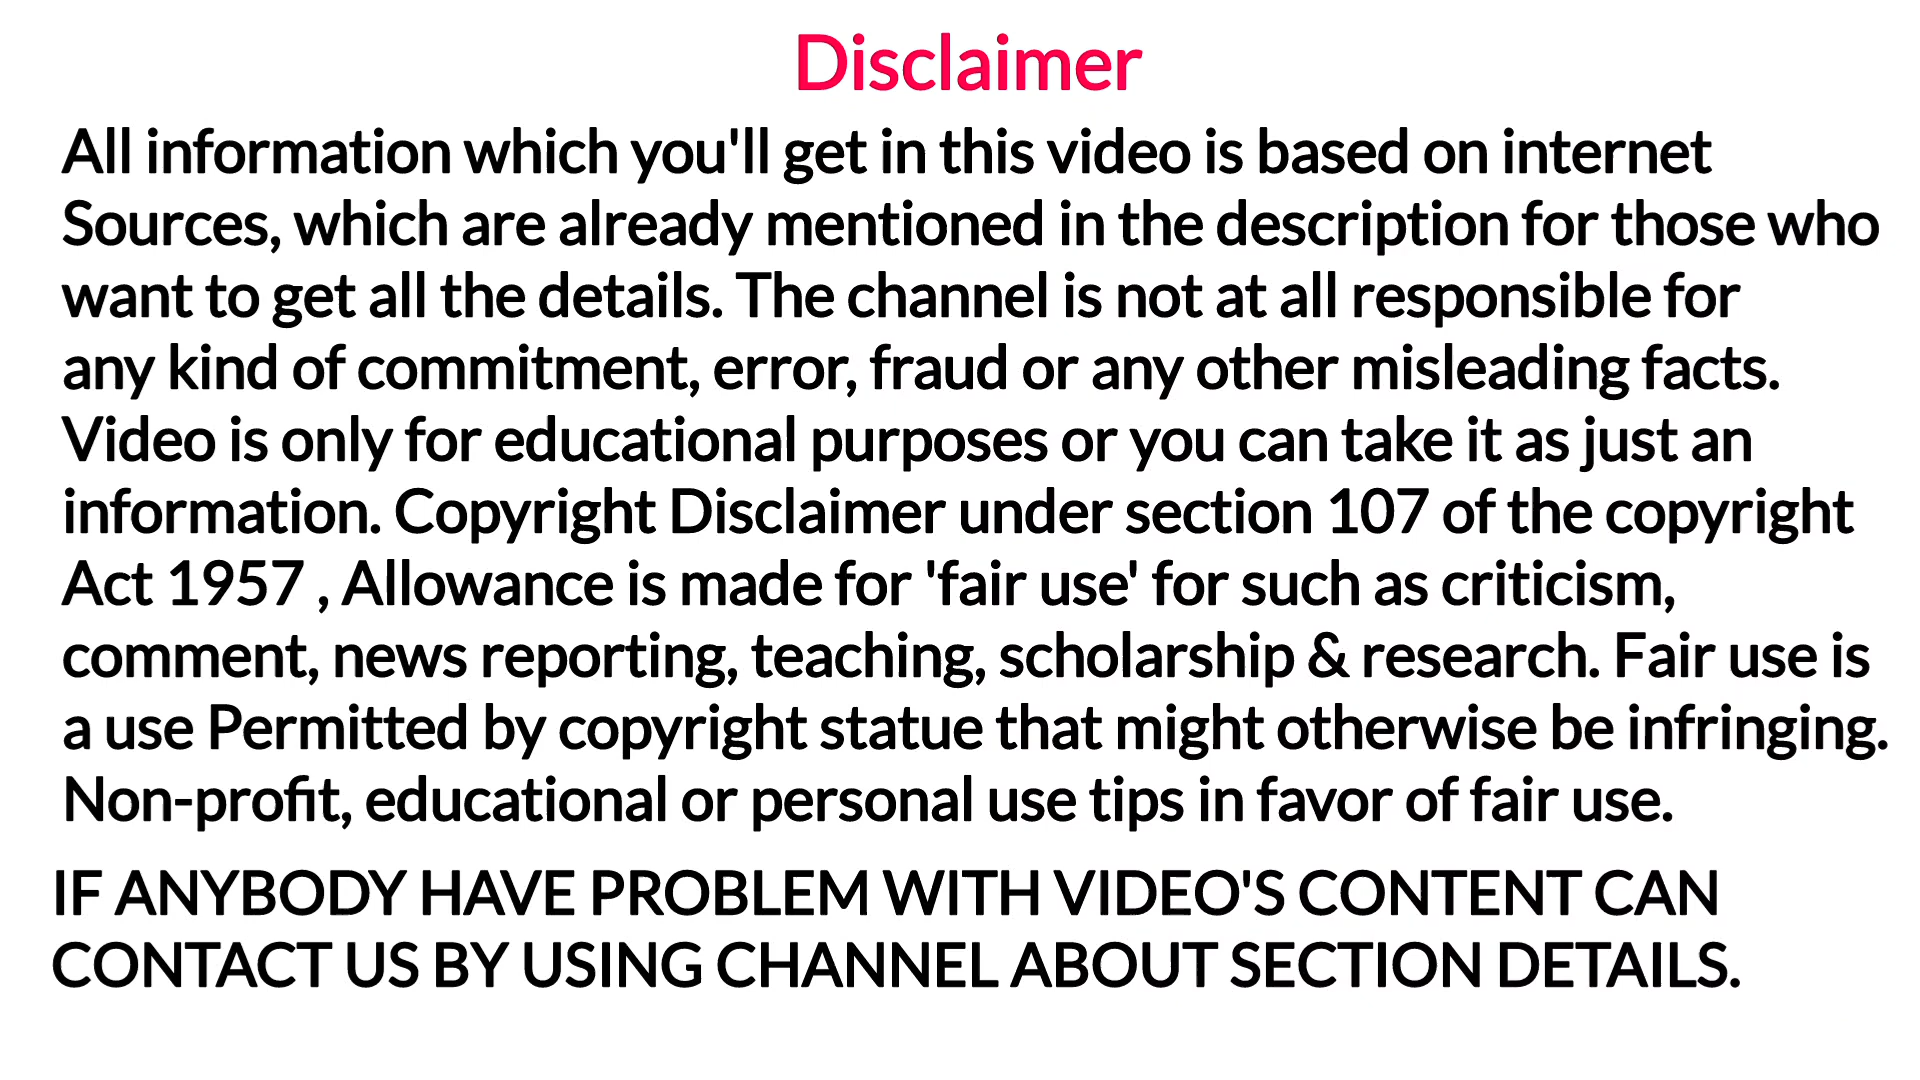 Disclaimer
All information which you'll get in this video is based on internet
Sources, which are already mentioned in the description for those who
want to get all the details. The channel is not at all responsible for
any kind of commitment, error, fraud or any other misleading facts.
Video is only for educational purposes or you can take it as just an
information. Copyright Disclaimer under section 107 of the copyright
Act 1957 , Allowance is made for 'fair use' for such as criticism,
comment, news reporting, teaching, scholarship & research. Fair use is
a use Permitted by copyright statue that might otherwise be infringing.
Non-profit, educational or personal use tips in favor of fair use.
IF ANYBODY HAVE PROBLEM WITH VIDEO'S CONTENT CAN
CONTACT US BY USING CHANNEL ABOUT SECTION DETAILS.